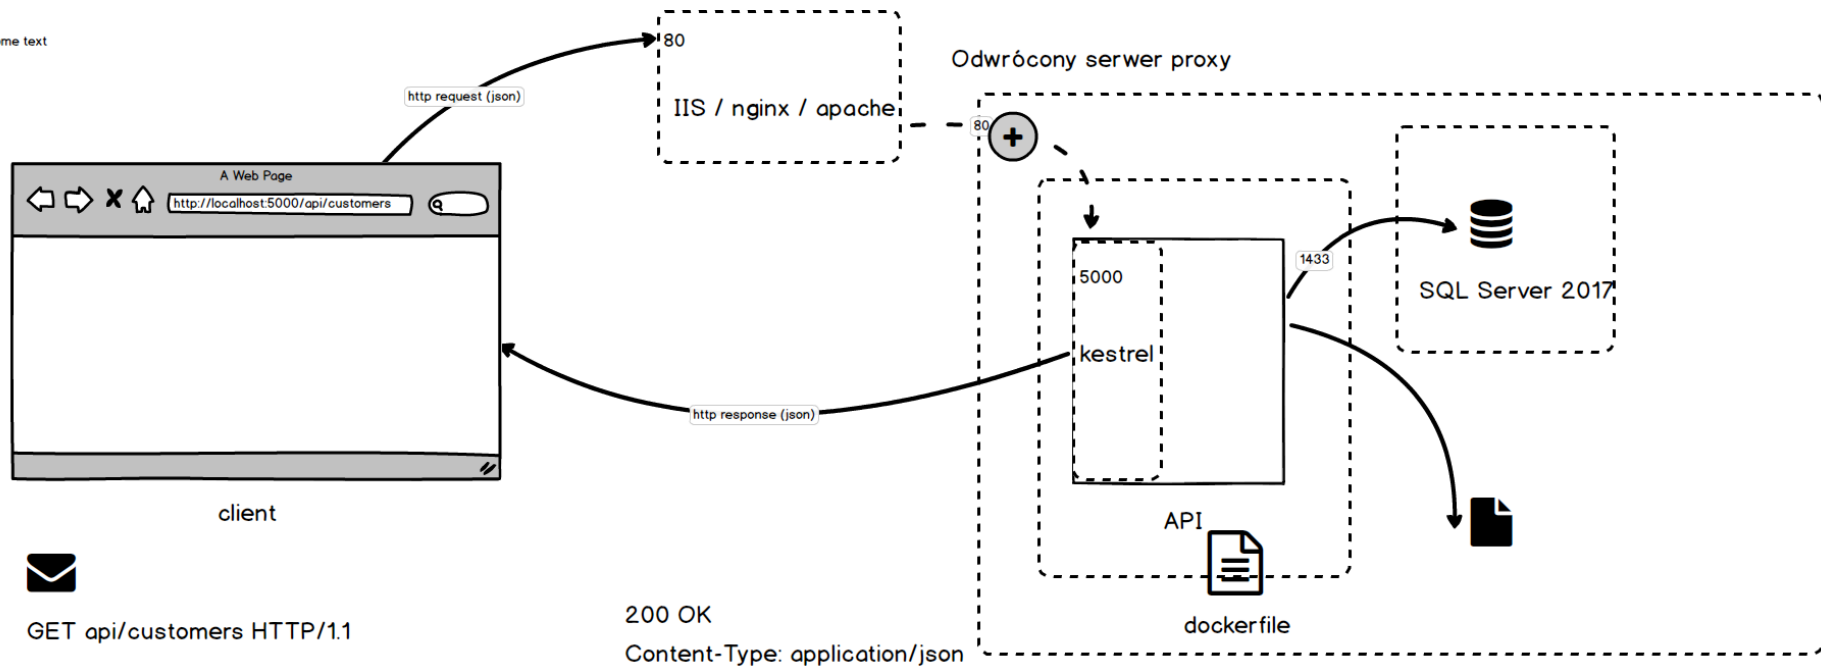 me text
80
http request (json)
IIS / nginx / apache
Odwrócony serwer proxy
80
A Web Page
http://localhost:5000/api/customers
5000
kestrel
1433
SQL Server 2017
http response (json)
client
API
dockerfile
GET api/customers HTTP/1.1
200 OK
Content-Type: application/json